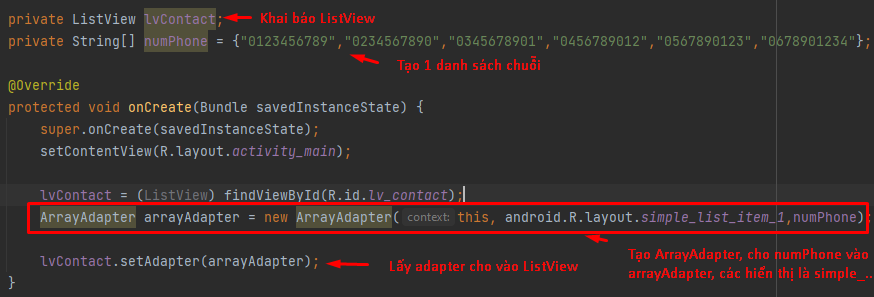 private ListView lvContact;
Khai báo ListView
private String[] numPhone = {"0123456789","0234567890","0345678901","0456789012","0567890123","0678901234"};
Tạo 1 danh sách chuỗi
@Override
protected void onCreate(Bundle savedInstanceState) {
super.onCreate(savedInstanceState);
setContentView(R.layout.activity_main);
lvContact = (ListView) findViewById(R.id.lv_contact);
ArrayAdapter arrayAdapter = new ArrayAdapter( context: this, android.R.layout.simple_list_item_1,numPhone);
Tạo ArrayAdapter, cho numPhone vào
arrayAdapter, các hiển thị là simple_...
lvContact.setAdapter(arrayAdapter);
Lấy adapter cho vào ListView
}